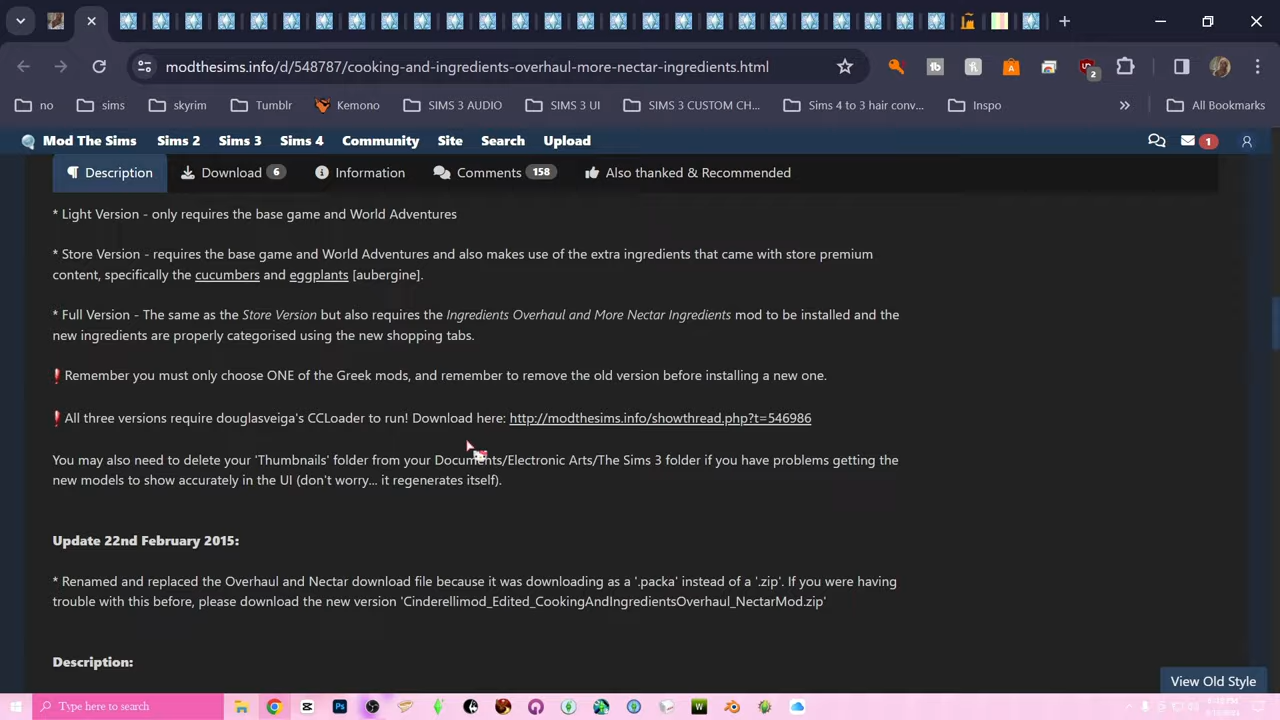 modthesims.info/d/548787/cooking-and-ingredients-overhaul-more-nectar-ingredients.html
2
no
sims
skyrim
Tumblr
Kemono
SIMS 3 AUDIO
SIMS 3 UI
SIMS 3 CUSTOM CH...
Sims 4 to 3 hair conv...
Inspo
All Bookmarks
Mod The Sims
Sims 2
Sims 3
Sims 4
Community
Site
Search
Upload
1
Description
Download 6
Information
Comments 158
Also thanked & Recommended
* Light Version - only requires the base game and World Adventures
* Store Version - requires the base game and World Adventures and also makes use of the extra ingredients that came with store premium
content, specifically the cucumbers and eggplants [aubergine].
* Full Version - The same as the Store Version but also requires the Ingredients Overhaul and More Nectar Ingredients mod to be installed and the
new ingredients are properly categorised using the new shopping tabs.
Remember you must only choose ONE of the Greek mods, and remember to remove the old version before installing a new one.
All three versions require douglasveiga's CCLoader to run! Download here: http://modthesims.info/showthread.php?t=546986
You may also need to delete your 'Thumbnails' folder from your Documents/Electronic Arts/The Sims 3 folder if you have problems getting the
new models to show accurately in the UI (don't worry... it regenerates itself).
Update 22nd February 2015:
* Renamed and replaced the Overhaul and Nectar download file because it was downloading as a '.packa' instead of a '.zip'. If you were having
trouble with this before, please download the new version 'Cinderellimod_Edited_CookingAndIngredientsOverhaul_NectarMod.zip'
Description:
View Old Style
Type here to search